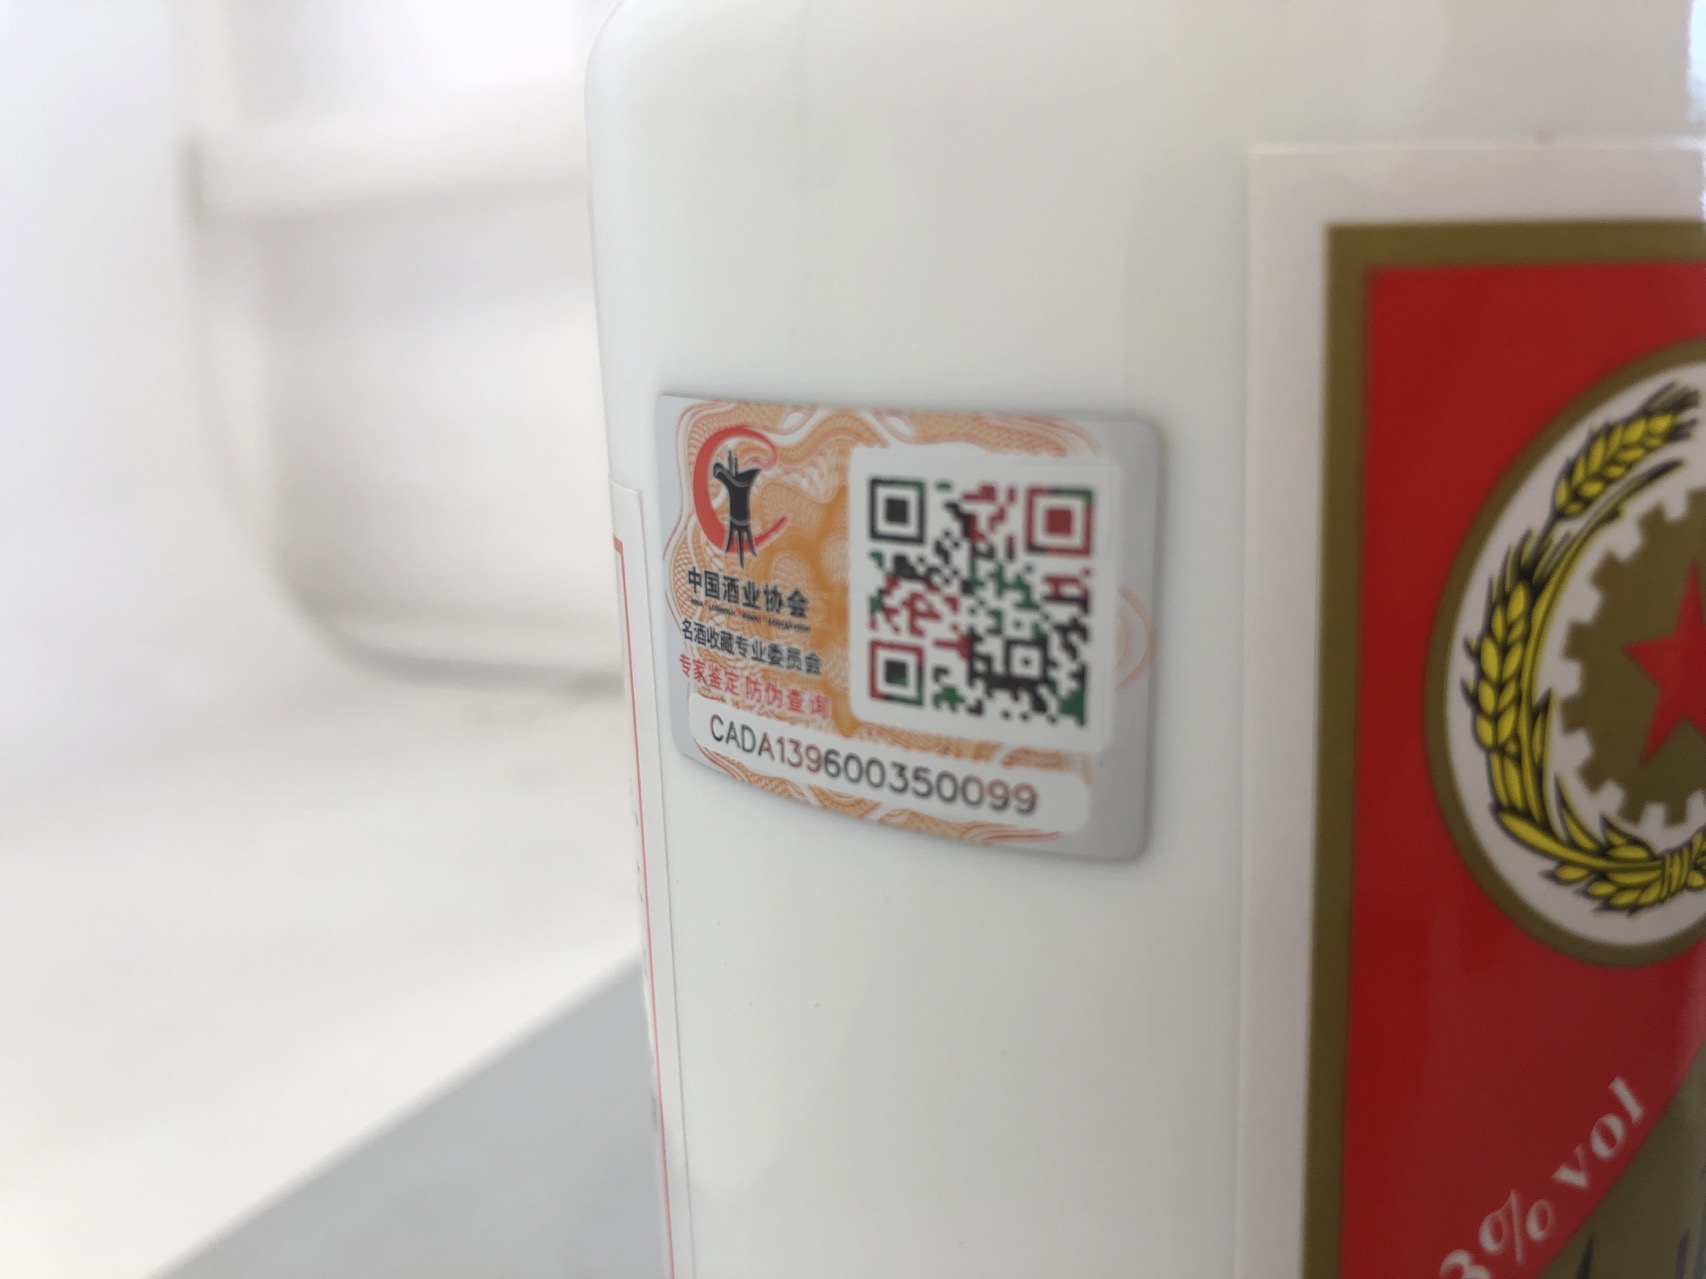 中国酒业协会
名酒收藏专业委员会
专家鉴定 防伪查询
CADA139600350099
3% vol